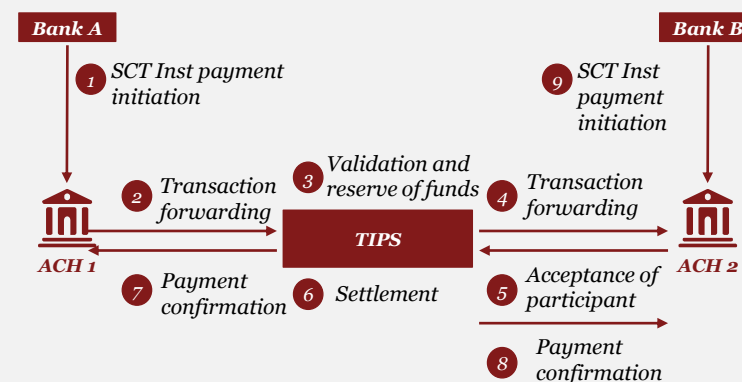 Bank A
Bank B
1 SCT Inst payment
initiation
9 SCT Inst
payment
initiation
2 Transaction
forwarding
3 Validation and
reserve of funds
4 Transaction
forwarding
TIPS
ACH 1
ACH 2
7 Payment
confirmation
6 Settlement
5 Acceptance of
participant
8 Payment
confirmation